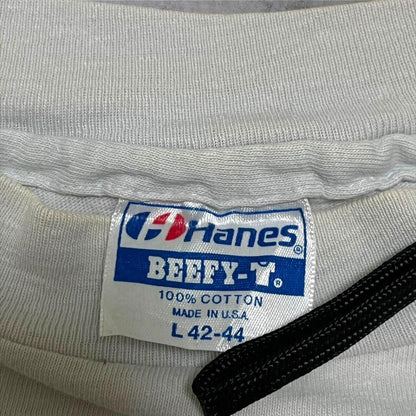 Hanes®
BEEFY-T®
100% COTTON
MADE IN U.S.A.
L 42-44